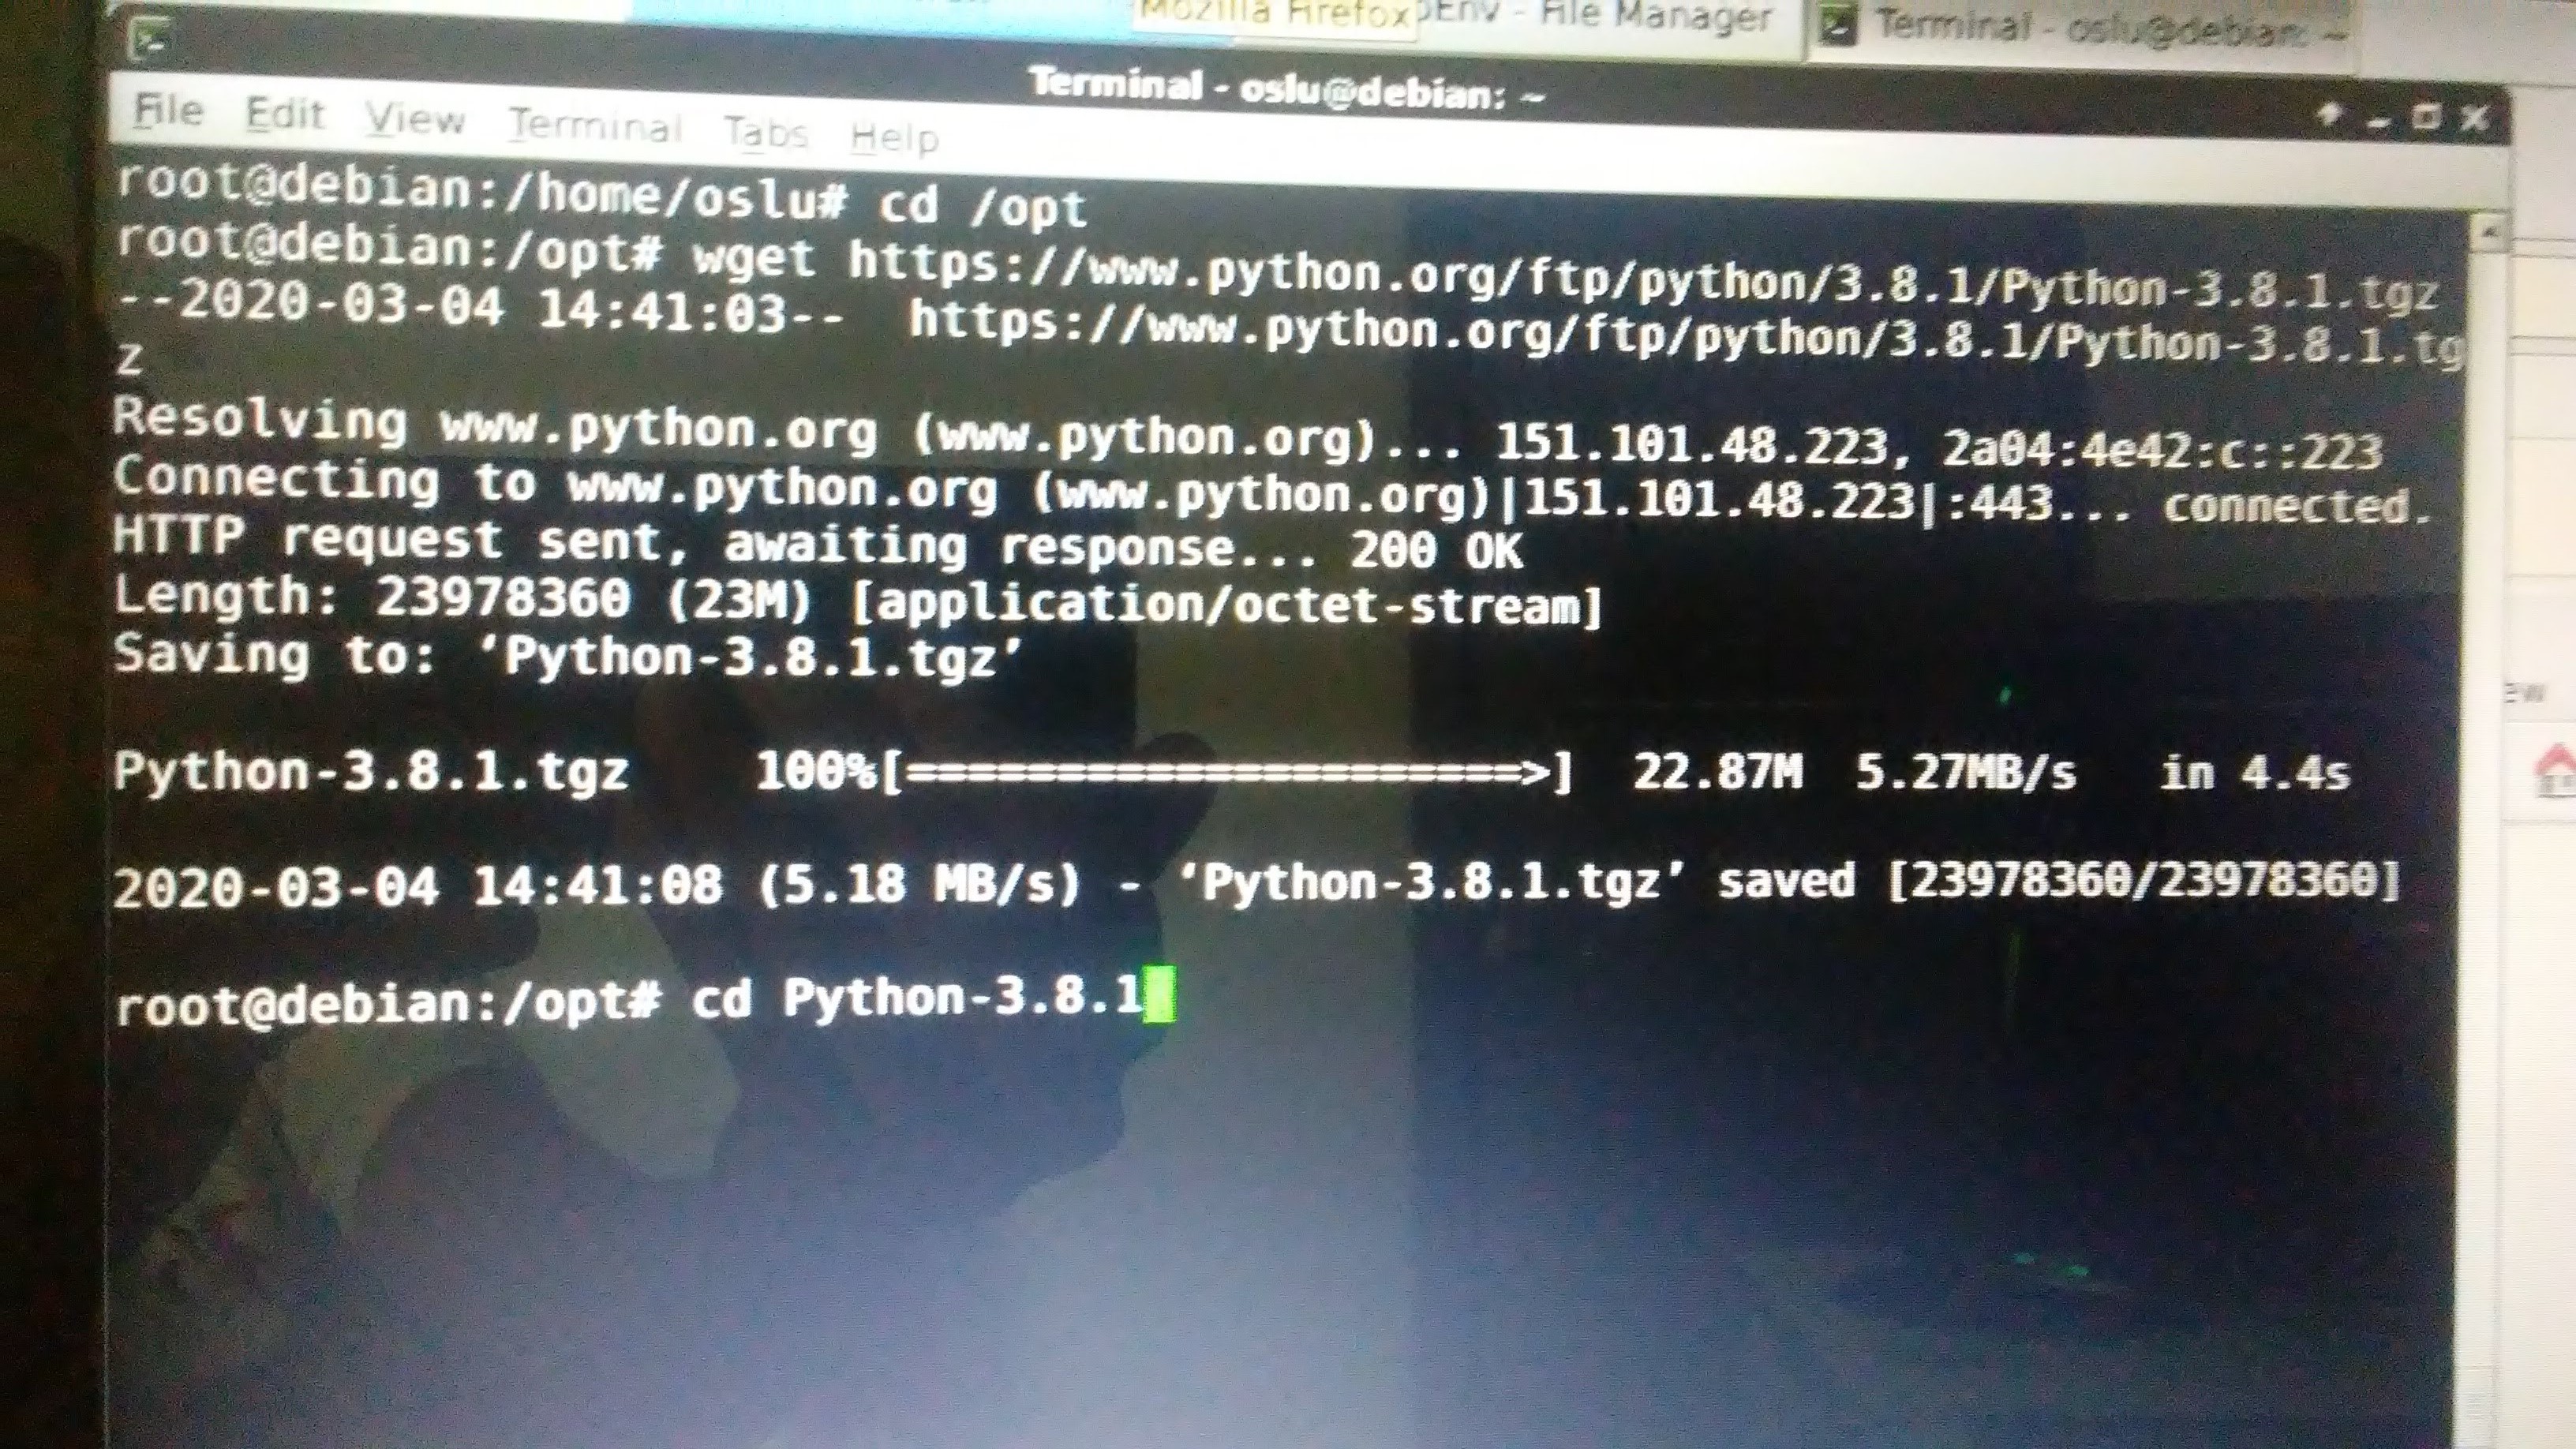 Mozilla Firefox
Env - File Manager
Terminal - oslu@debian: ~
Terminal - oslu@debian: ~
File Edit View Terminal Tabs Help
root@debian:/home/oslu# cd /opt
root@debian:/opt# wget https://www.python.org/ftp/python/3.8.1/Python-3.8.1.tgz
--2020-03-04 14:41:03--  https://www.python.org/ftp/python/3.8.1/Python-3.8.1.tg
z
Resolving www.python.org (www.python.org)... 151.101.48.223, 2a04:4e42:c::223
Connecting to www.python.org (www.python.org)|151.101.48.223|:443... connected.
HTTP request sent, awaiting response... 200 OK
Length: 23978360 (23M) [application/octet-stream]
Saving to: ‘Python-3.8.1.tgz’
Python-3.8.1.tgz 100%[====================>] 22.87M 5.27MB/s in 4.4s
2020-03-04 14:41:08 (5.18 MB/s) - ‘Python-3.8.1.tgz’ saved [23978360/23978360]
root@debian:/opt# cd Python-3.8.1